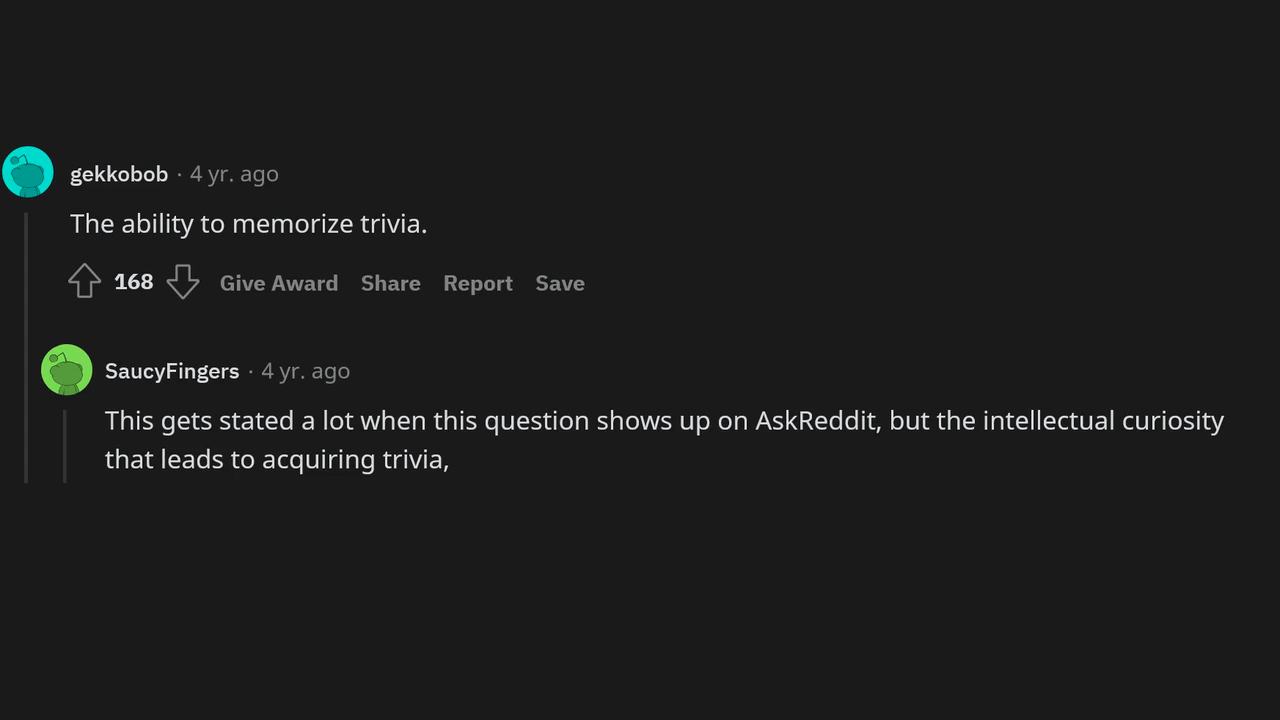 gekkobob · 4 yr. ago
The ability to memorize trivia.
168 Give Award Share Report Save
SaucyFingers · 4 yr. ago
This gets stated a lot when this question shows up on AskReddit, but the intellectual curiosity
that leads to acquiring trivia,